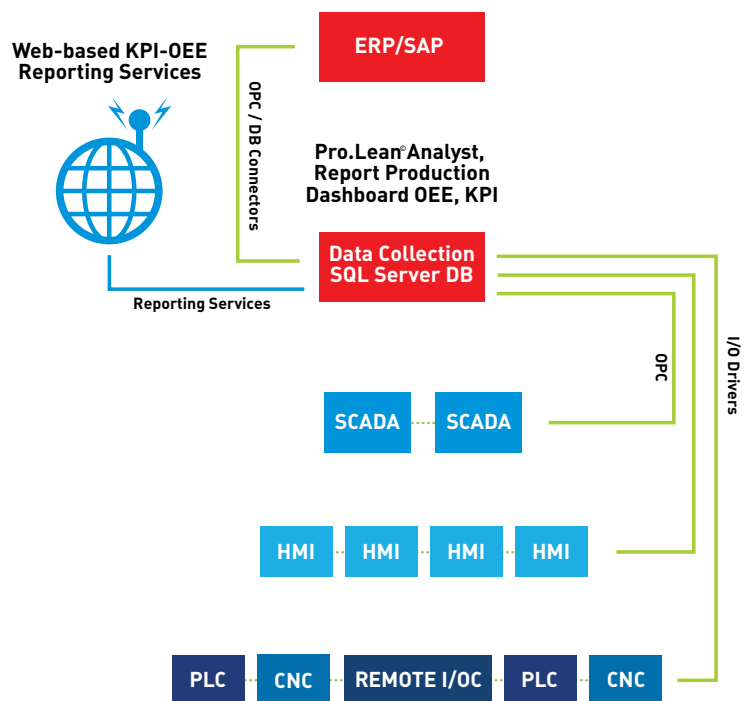 Web-based KPI-OEE
Reporting Services
ERP/SAP
OPC / DB Connectors
Pro.Lean©Analyst,
Report Production
Dashboard OEE, KPI
Data Collection
SQL Server DB
Reporting Services
I/O Drivers
OPC
SCADA SCADA
HMI HMI HMI HMI
PLC CNC REMOTE I/OC PLC CNC